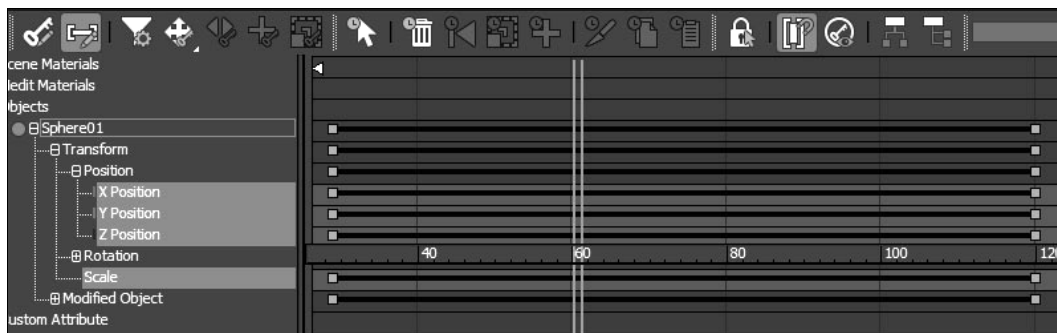 cene Materials
ledit Materials
bjects
Sphere01
Transform
Position
X Position
Y Position
Z Position
40 60 80 100 12
Rotation
Scale
Modified Object
ustom Attribute